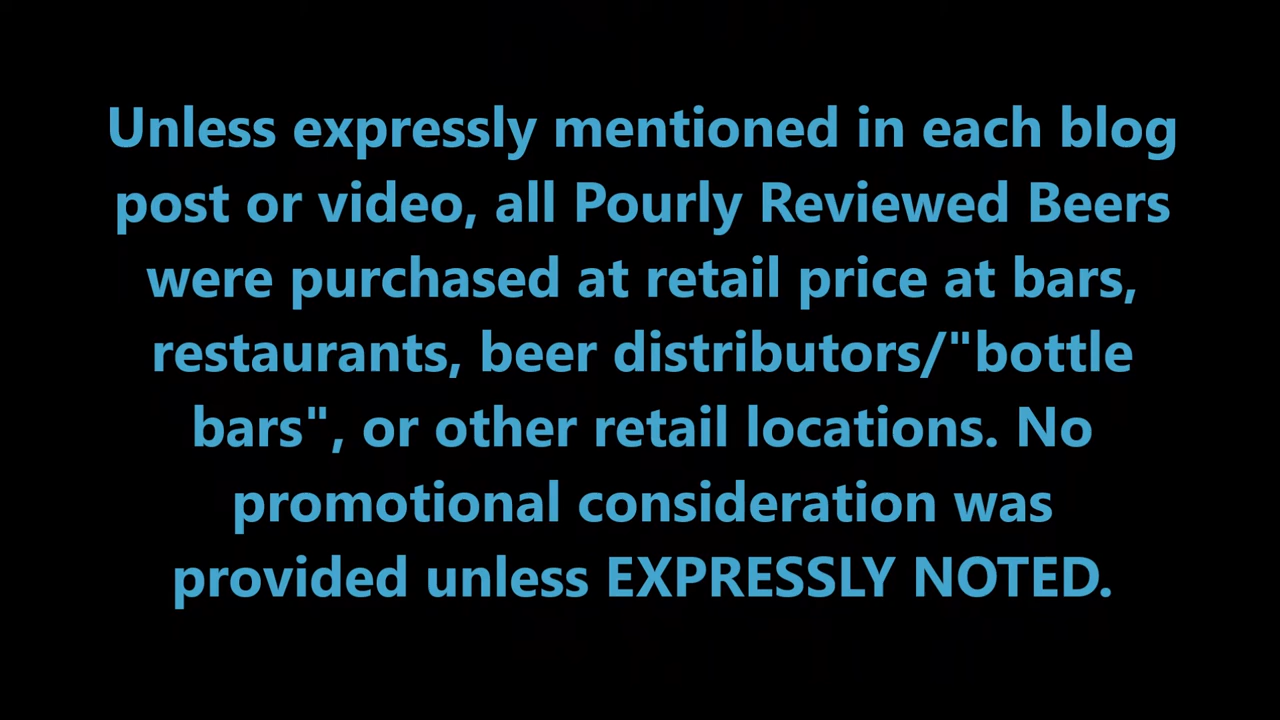 Unless expressly mentioned in each blog
post or video, all Pourly Reviewed Beers
were purchased at retail price at bars,
restaurants, beer distributors/"bottle
bars", or other retail locations. No
promotional consideration was
provided unless EXPRESSLY NOTED.